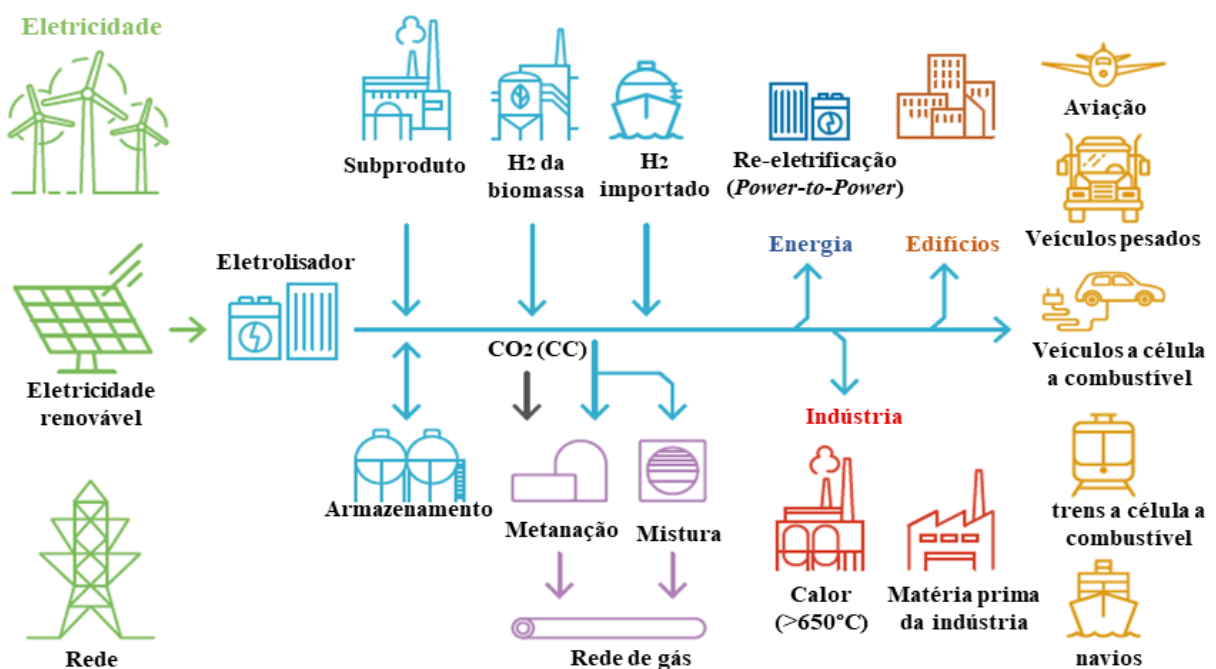 Eletricidade
Eletricidade
renovável
Rede
Eletrolisador
Subproduto
H2 da
biomassa
H2
importado
Armazenamento
CO2 (CC)
Metanação
Mistura
Rede de gás
Re-eletrificação
(Power-to-Power)
Energia
Edifícios
Indústria
Calor
(>650°C)
Matéria prima
da indústria
Aviação
Veículos pesados
Veículos a célula
a combustível
trens a célula a
combustível
navios